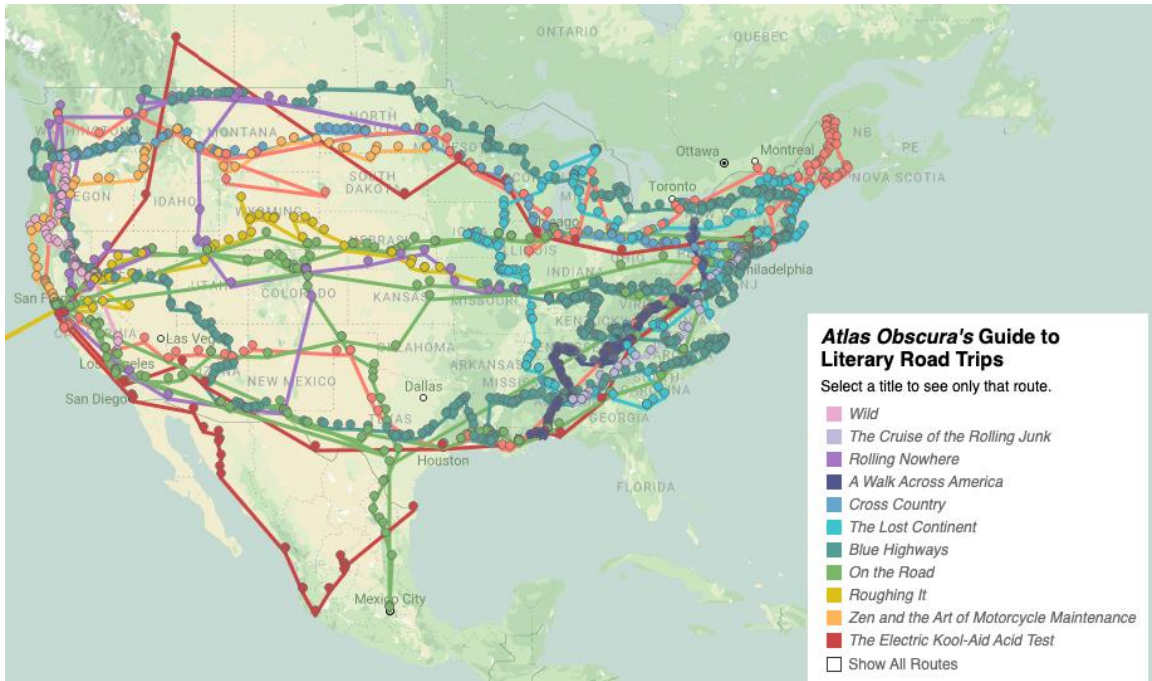 ONTARIO
QUEBEC
NORTH
MONTANA
NB
PE
Ottawa
Montreal
NOVA SCOTIA
Toronto
SOUTH
DAKOTA
IDAHO
WYOMING
ILLINOIS
INDIANA
OHIO
Philadelphia
NJ
UTAH
COLORADO
KANSAS
MISSOURI
KENTUCKY
San
Las
OKLAHOMA
ARKANSAS
NEW MEXICO
Dallas
San Diego
TEXAS
GEORGIA
Houston
FLORIDA
Mexico City
Atlas Obscura's Guide to
Literary Road Trips
Select a title to see only that route.
Wild
The Cruise of the Rolling Junk
Rolling Nowhere
A Walk Across America
Cross Country
The Lost Continent
Blue Highways
On the Road
Roughing It
Zen and the Art of Motorcycle Maintenance
The Electric Kool-Aid Acid Test
Show All Routes